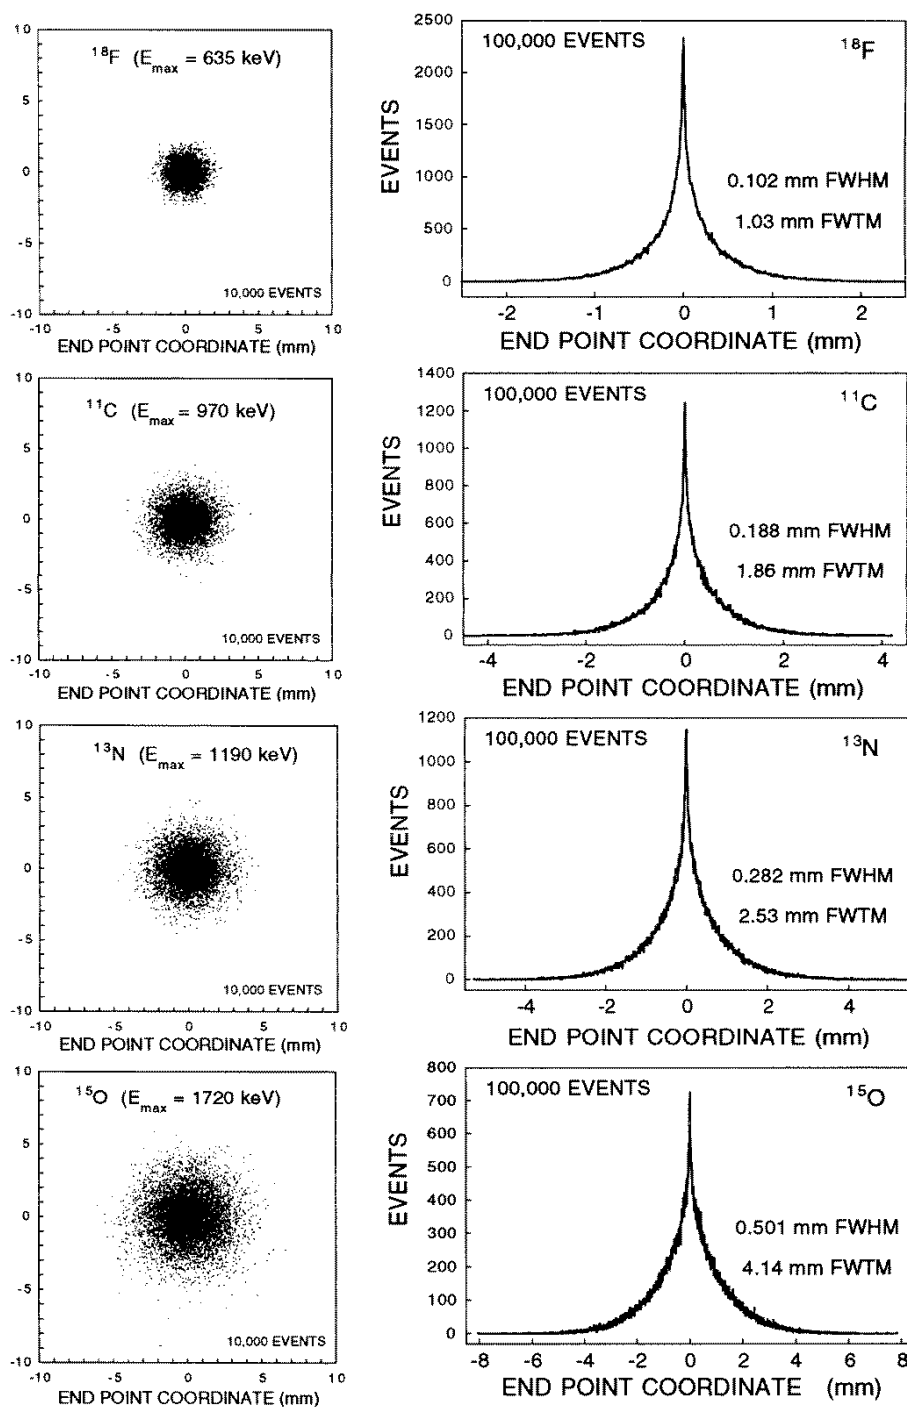 10
¹⁸F (Eₘₐₓ = 635 keV)
5
0
-5
10,000 EVENTS
-10
-10 -5 0 5 10
END POINT COORDINATE (mm)
2500
100,000 EVENTS
¹⁸F
2000
EVENTS
1500
1000
0.102 mm FWHM
1.03 mm FWTM
500
0
-2 -1 0 1 2
END POINT COORDINATE (mm)
10
¹¹C (Eₘₐₓ = 970 keV)
5
0
-5
10,000 EVENTS
-10
-10 -5 0 5 10
END POINT COORDINATE (mm)
1400
100,000 EVENTS
¹¹C
1200
1000
EVENTS
800
600
0.188 mm FWHM
400
1.86 mm FWTM
200
0
-4 -2 0 2 4
END POINT COORDINATE (mm)
10
¹³N (Eₘₐₓ = 1190 keV)
5
0
-5
10,000 EVENTS
-10
-10 -5 0 5 10
END POINT COORDINATE (mm)
1200
100,000 EVENTS
¹³N
1000
EVENTS
800
600
0.282 mm FWHM
400
2.53 mm FWTM
200
0
-4 -2 0 2 4
END POINT COORDINATE (mm)
10
¹⁵O (Eₘₐₓ = 1720 keV)
5
0
-5
10,000 EVENTS
-10
-10 -5 0 5 10
END POINT COORDINATE (mm)
800
100,000 EVENTS
¹⁵O
700
600
EVENTS
500
400
300
0.501 mm FWHM
200
4.14 mm FWTM
100
0
-8 -6 -4 -2 0 2 4 6 8
END POINT COORDINATE (mm)